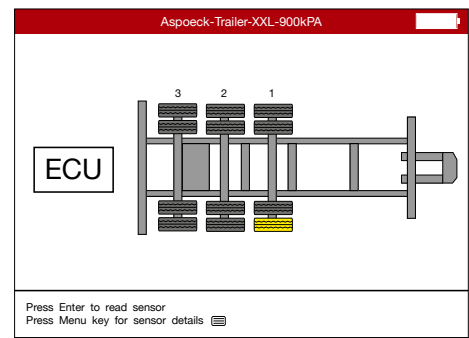 Aspoeck-Trailer-XXL-900kPA
3 2 1
ECU
Press Enter to read sensor
Press Menu key for sensor details